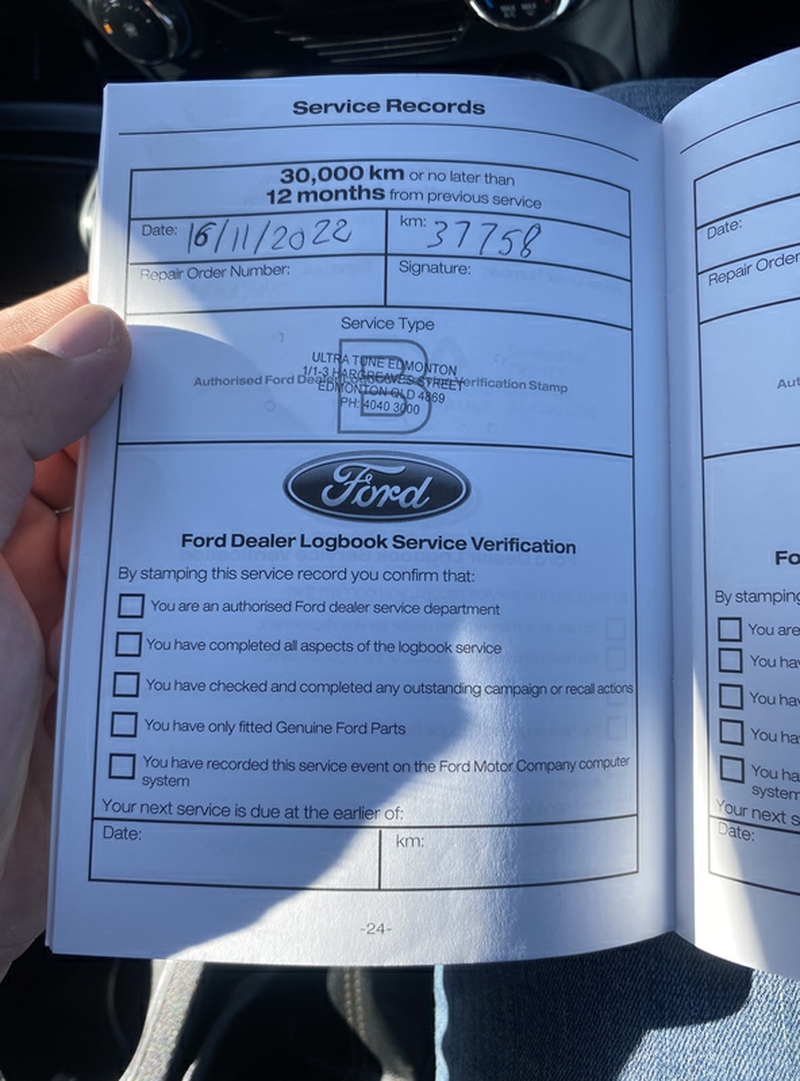 Service Records
30,000 km or no later than
12 months from previous service
Date: 16/11/2022
km: 37758
Repair Order Number:
Signature:
Service Type
B
Authorised Ford Dealer Verification Stamp
ULTRA TUNE EDMONTON
1/1-3 HARGREAVES STREET
EDMONTON QLD 4869
PH: 4040 3000
Ford
Ford Dealer Logbook Service Verification
By stamping this service record you confirm that:
You are an authorised Ford dealer service department
You have completed all aspects of the logbook service
You have checked and completed any outstanding campaign or recall actions
You have only fitted Genuine Ford Parts
You have recorded this service event on the Ford Motor Company computer
system
Your next service is due at the earlier of:
Date:
km:
-24-
Date:
Repair Order
Aut
Fo
By stamping
You are
You hav
You ha
You ha
You ha
system
Your next s
Date: